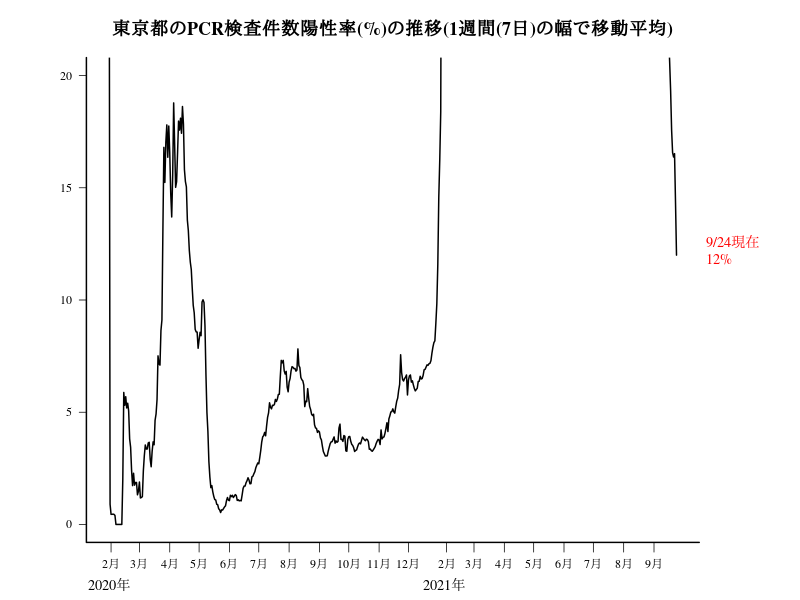 東京都のPCR検査件数陽性率(%)の推移(1週間(7日)の幅で移動平均)
20
15
10
5
0
9/24現在
12%
2月 3月 4月 5月 6月 7月 8月 9月 10月 11月 12月 2月 3月 4月 5月 6月 7月 8月 9月
2020年 2021年